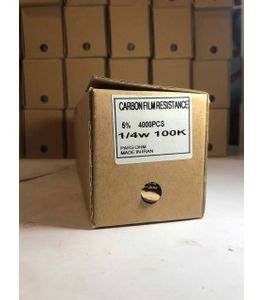 CARBON FILM RESISTANCE
5% 4000PCS
1/4w 100K
PARS OHM
MADE IN IRAN